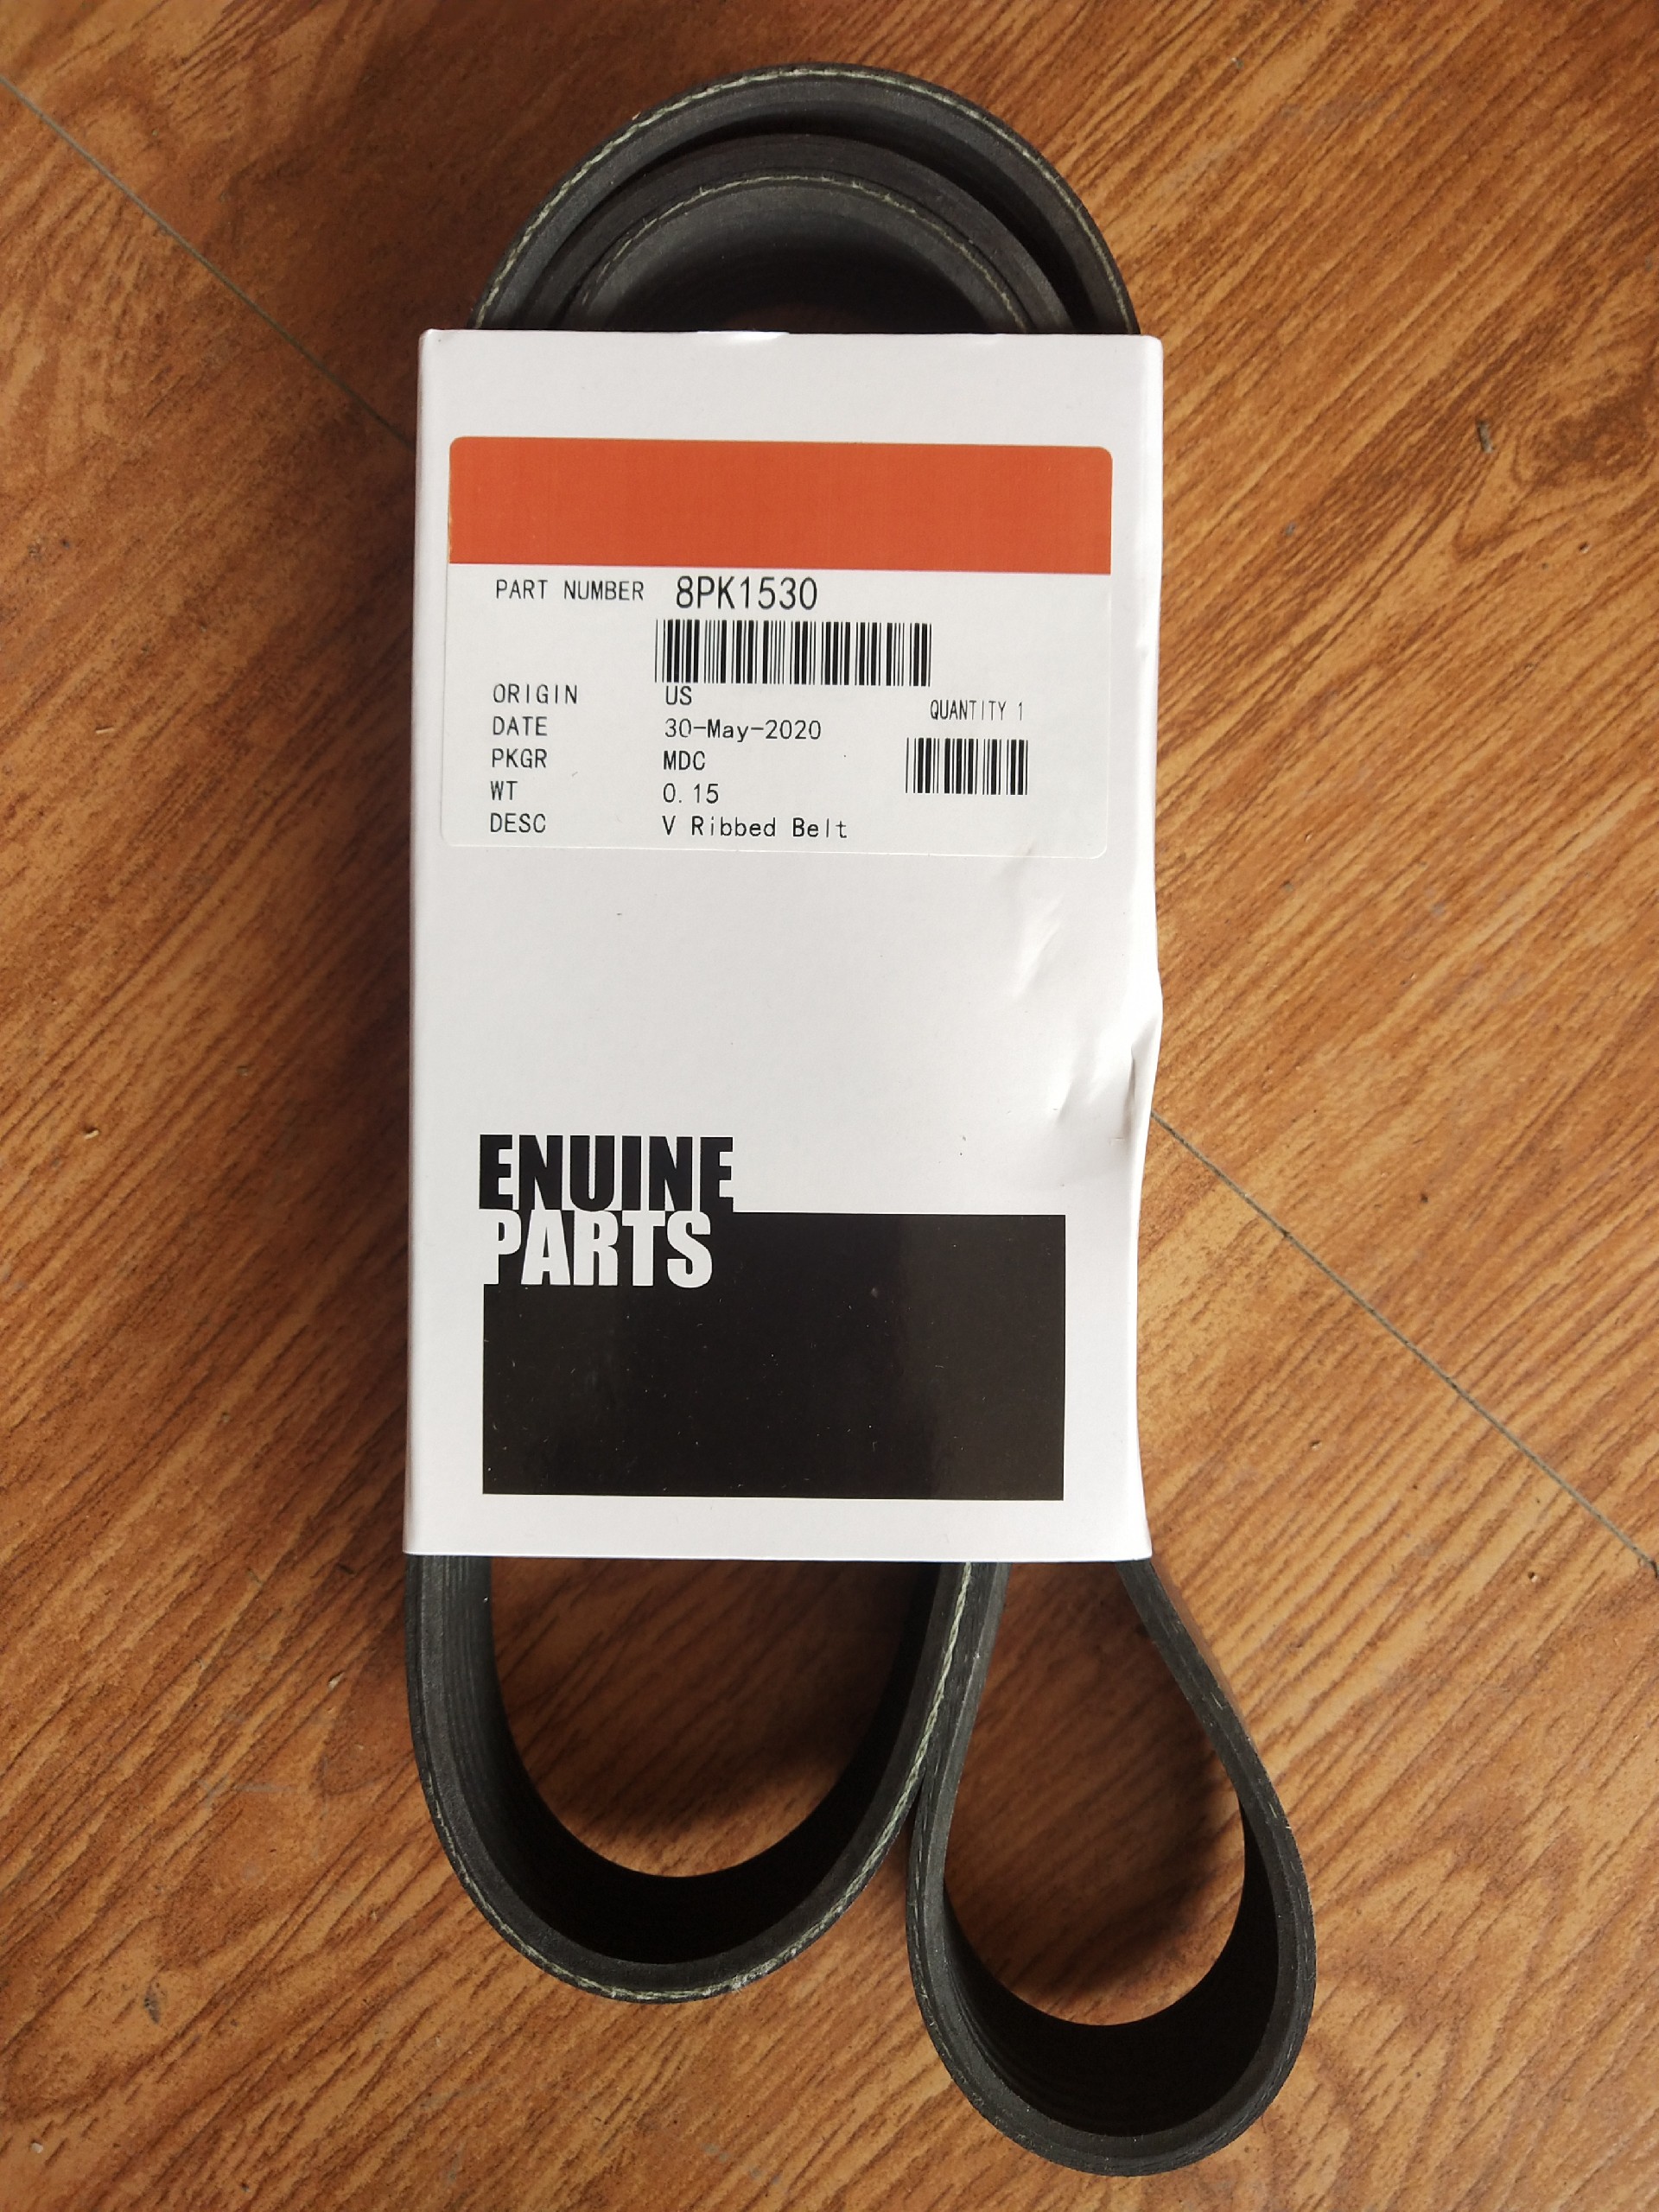 PART NUMBER 8PK1530
ORIGIN US
QUANTITY 1
DATE 30-May-2020
PKGR MDC
WT 0.15
DESC V Ribbed Belt
ENUINE
PARTS